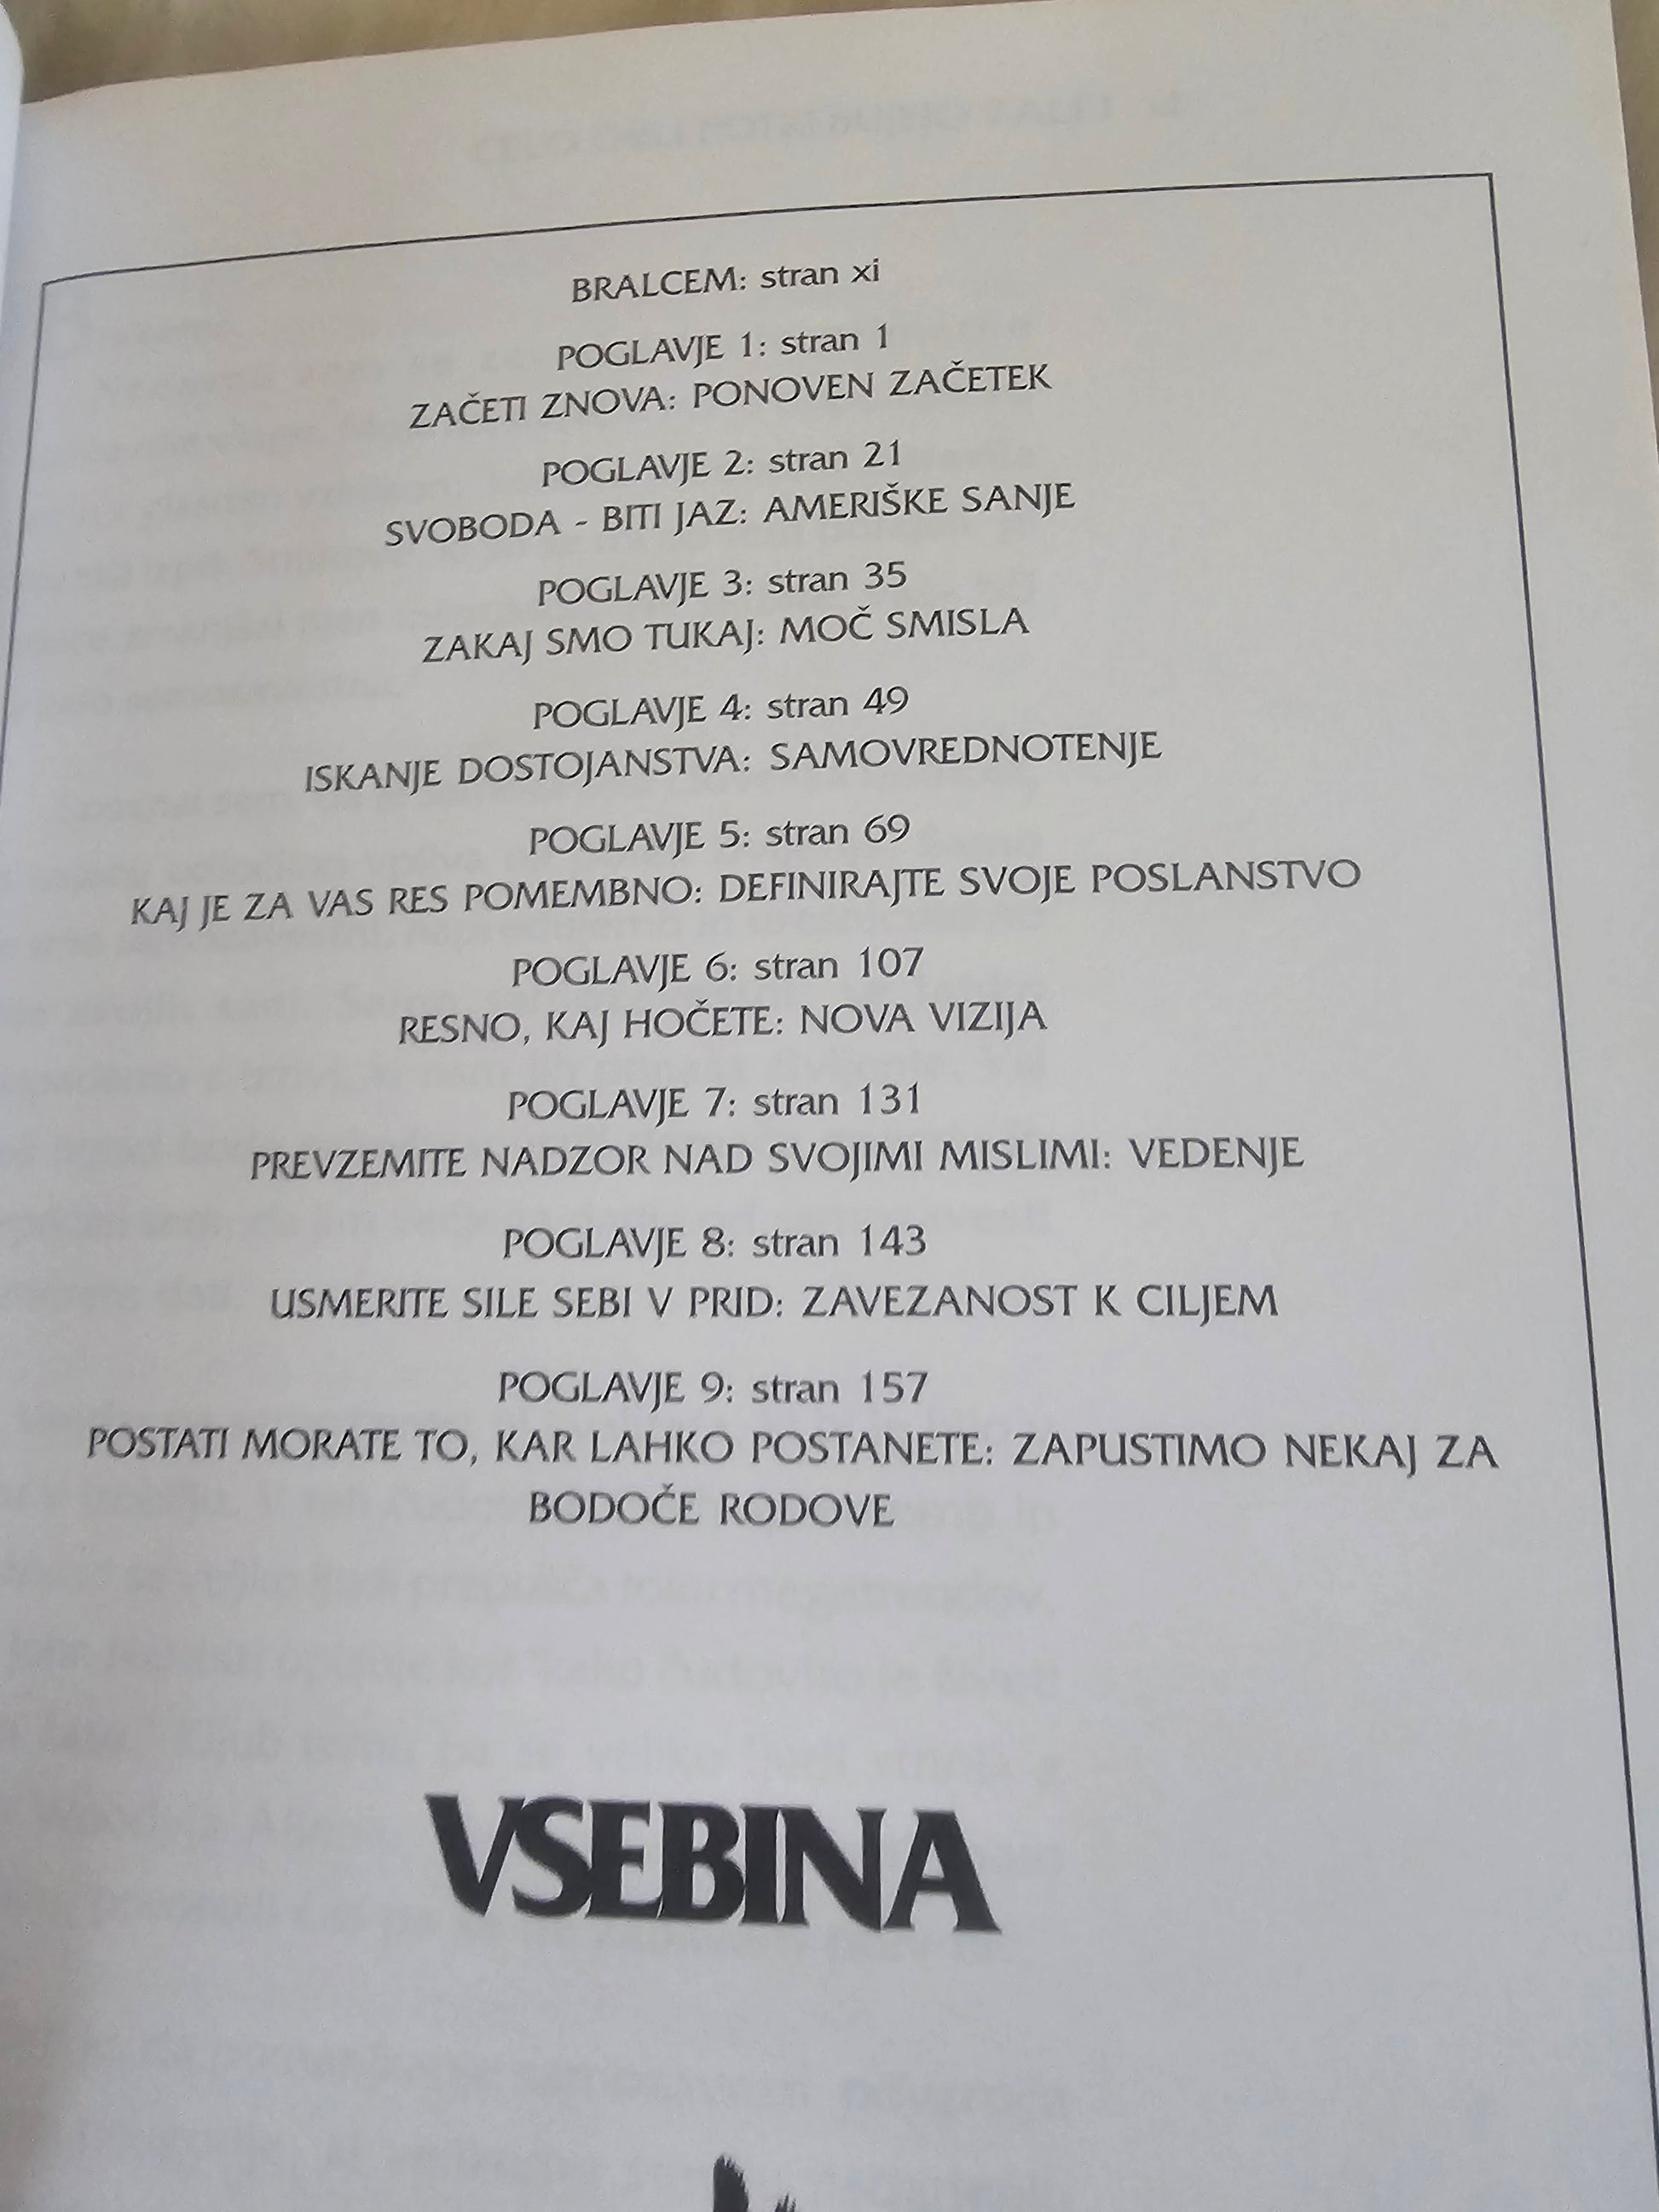 BRALCEM: stran xi
POGLAVJE 1: stran 1
ZAČETI ZNOVA: PONOVEN ZAČETEK
POGLAVJE 2: stran 21
SVOBODA - BITI JAZ: AMERIŠKE SANJE
POGLAVJE 3: stran 35
ZAKAJ SMO TUKAJ: MOČ SMISLA
POGLAVJE 4: stran 49
ISKANJE DOSTOJANSTVA: SAMOVREDNOTENJE
POGLAVJE 5: stran 69
KAJ JE ZA VAS RES POMEMBNO: DEFINIRAJTE SVOJE POSLANSTVO
POGLAVJE 6: stran 107
RESNO, KAJ HOČETE: NOVA VIZIJA
POGLAVJE 7: stran 131
PREVZEMITE NADZOR NAD SVOJIMI MISLIMI: VEDENJE
POGLAVJE 8: stran 143
USMERITE SILE SEBI V PRID: ZAVEZANOST K CILJEM
POGLAVJE 9: stran 157
POSTATI MORATE TO, KAR LAHKO POSTANETE: ZAPUSTIMO NEKAJ ZA
BODOČE RODOVE
VSEBINA